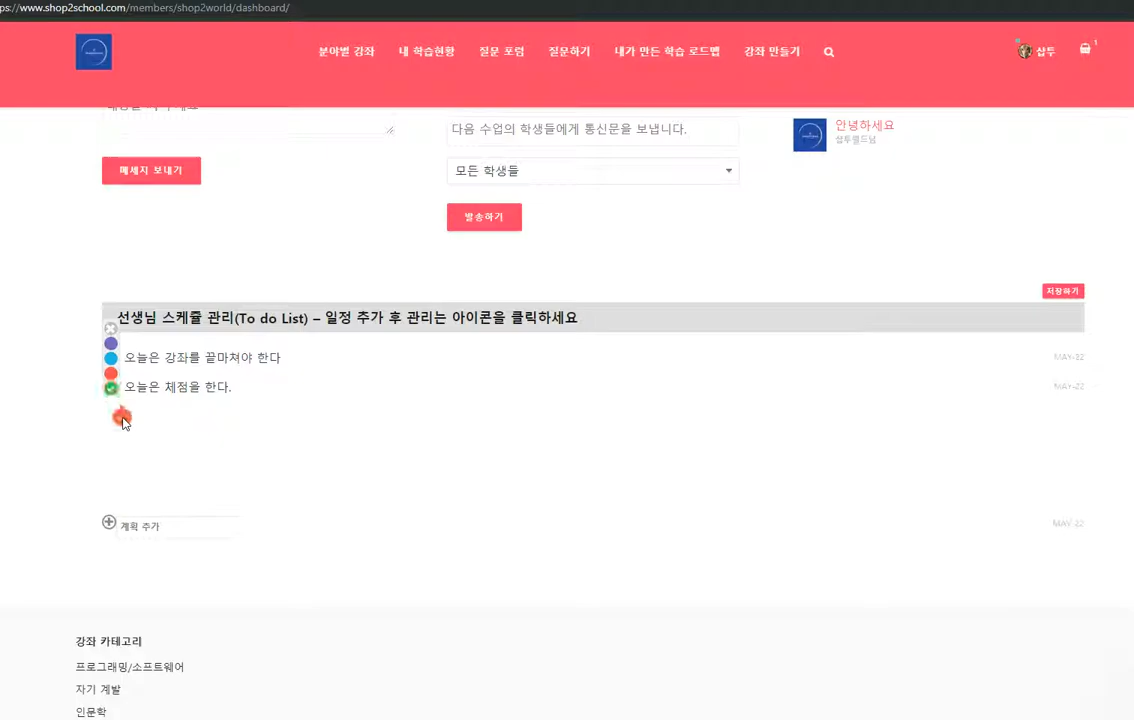 ps://www.shop2school.com/members/shop2world/dashboard/
분야별 강좌 내 학습현황 질문 포럼 질문하기 내가 만든 학습 로드맵 강좌 만들기 샵투 1
다음 수업의 학생들에게 통신문을 보냅니다.
안녕하세요
샵투월드님
메세지 보내기
모든 학생들
발송하기
저장하기
선생님 스케쥴 관리(To do List) – 일정 추가 후 관리는 아이콘을 클릭하세요
오늘은 강좌를 끝마쳐야 한다 MAY-22
오늘은 체점을 한다. MAY-22
계획 추가 MAY-22
강좌 카테고리
프로그래밍/소프트웨어
자기 계발
인문학